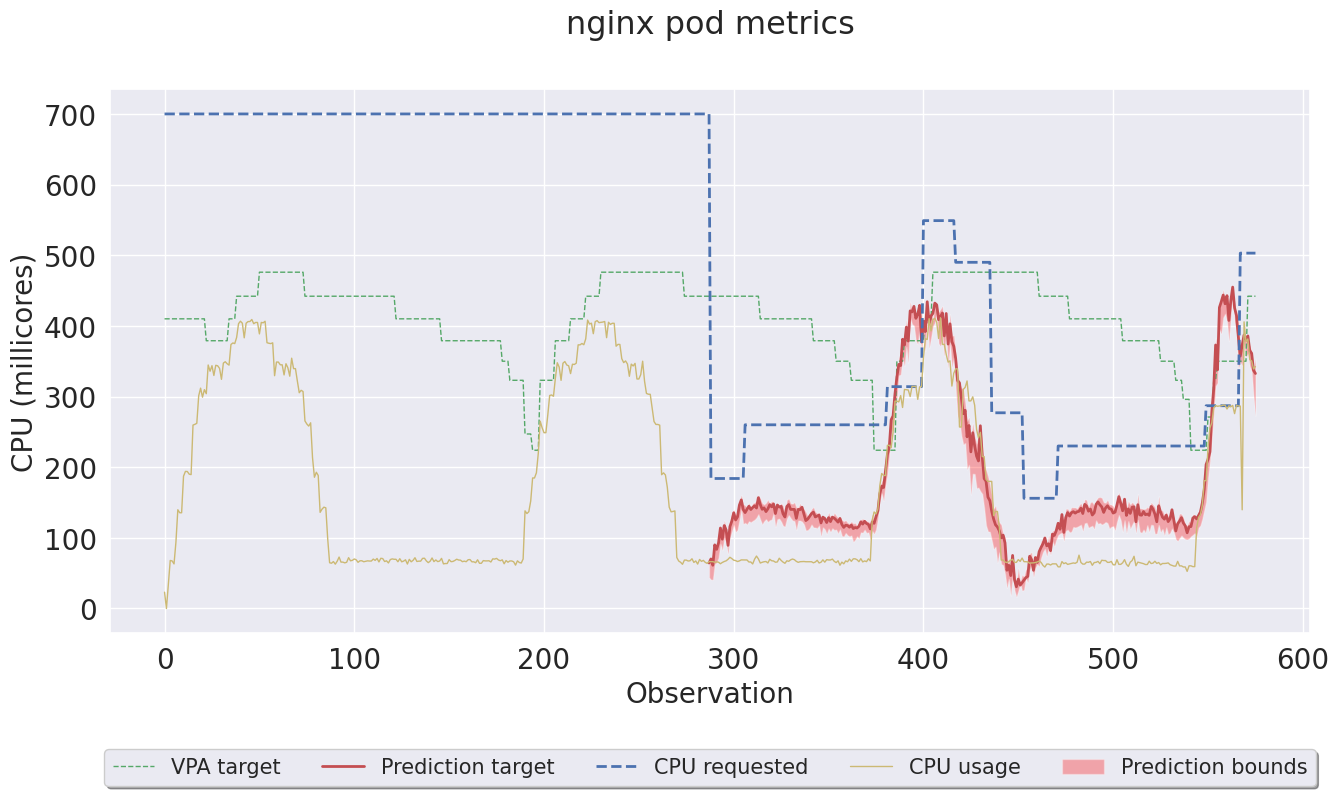 nginx pod metrics
CPU (millicores)
700
600
500
400
300
200
100
0
0 100 200 300 400 500 600
Observation
VPA target Prediction target CPU requested CPU usage Prediction bounds